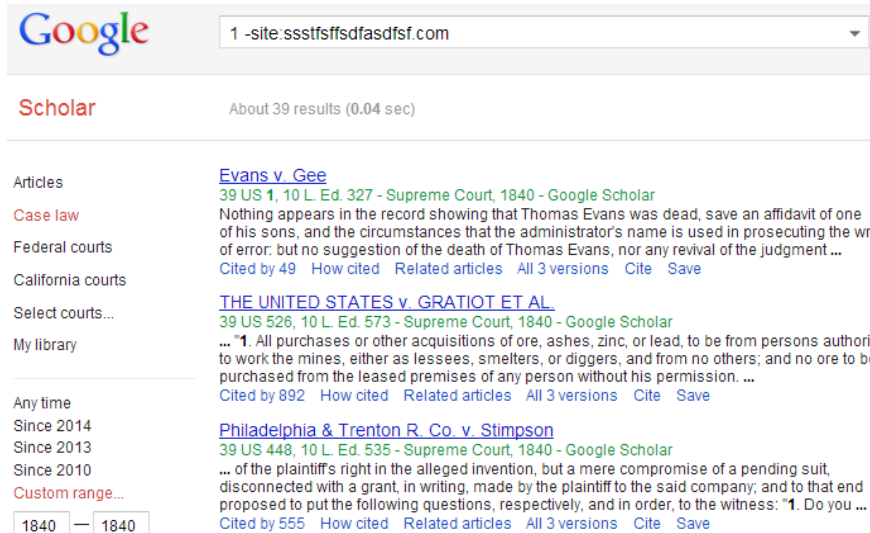 Google
1 -site:ssstfsffsdfasdfsf.com
Scholar
About 39 results (0.04 sec)
Articles
Case law
Federal courts
California courts
Select courts...
My library
Any time
Since 2014
Since 2013
Since 2010
Custom range...
1840 — 1840
Evans v. Gee
39 US 1, 10 L. Ed. 327 - Supreme Court, 1840 - Google Scholar
Nothing appears in the record showing that Thomas Evans was dead, save an affidavit of one
of his sons, and the circumstances that the administrator's name is used in prosecuting the wr
of error: but no suggestion of the death of Thomas Evans, nor any revival of the judgment ...
Cited by 49 How cited Related articles All 3 versions Cite Save
THE UNITED STATES v. GRATIOT ET AL.
39 US 526, 10 L. Ed. 573 - Supreme Court, 1840 - Google Scholar
... "1. All purchases or other acquisitions of ore, ashes, zinc, or lead, to be from persons authori
to work the mines, either as lessees, smelters, or diggers, and from no others; and no ore to be
purchased from the leased premises of any person without his permission. ...
Cited by 892 How cited Related articles All 3 versions Cite Save
Philadelphia & Trenton R. Co. v. Stimpson
39 US 448, 10 L. Ed. 535 - Supreme Court, 1840 - Google Scholar
... of the plaintiff's right in the alleged invention, but a mere compromise of a pending suit,
disconnected with a grant, in writing, made by the plaintiff to the said company; and to that end
proposed to put the following questions, respectively, and in order, to the witness: "1. Do you ...
Cited by 555 How cited Related articles All 3 versions Cite Save